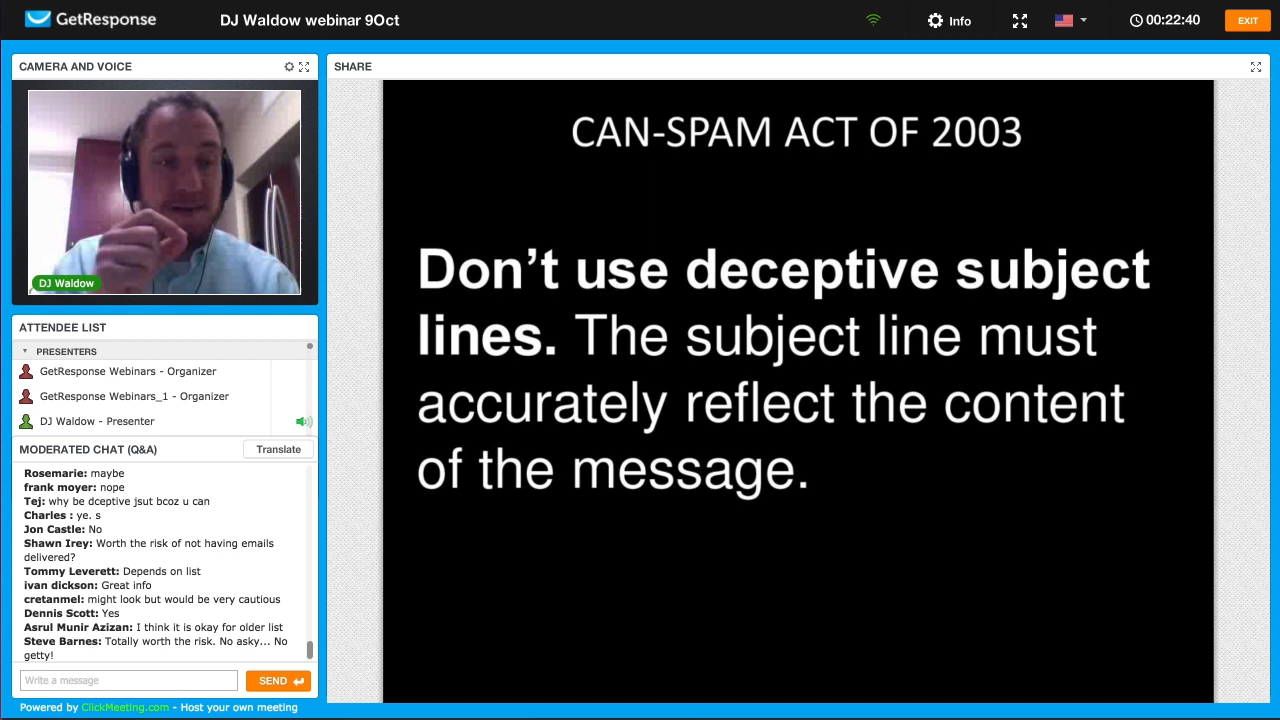 GetResponse
DJ Waldow webinar 9Oct
Info
00:22:40
EXIT
CAMERA AND VOICE
DJ Waldow
ATTENDEE LIST
PRESENTERS
GetResponse Webinars - Organizer
GetResponse Webinars_1 - Organizer
DJ Waldow - Presenter
MODERATED CHAT (Q&A)
Translate
Rosemarie: maybe
frank moyer: nope
Tej: why be dceptive jsut bcoz u can
Charles : ye. s
Jon Castle: No
Shawn Irey: Worth the risk of not having emails
delivered?
Tommy Leverett: Depends on list
ivan dickson: Great info
cretanmel: might look but would be very cautious
Dennis Scott: Yes
Asrul Munir Azizan: I think it is okay for older list
Steve Barnes: Totally worth the risk. No asky... No
getty!
Write a message
SEND
Powered by ClickMeeting.com - Host your own meeting
SHARE
CAN-SPAM ACT OF 2003
Don’t use deceptive subject
lines. The subject line must
accurately reflect the content
of the message.